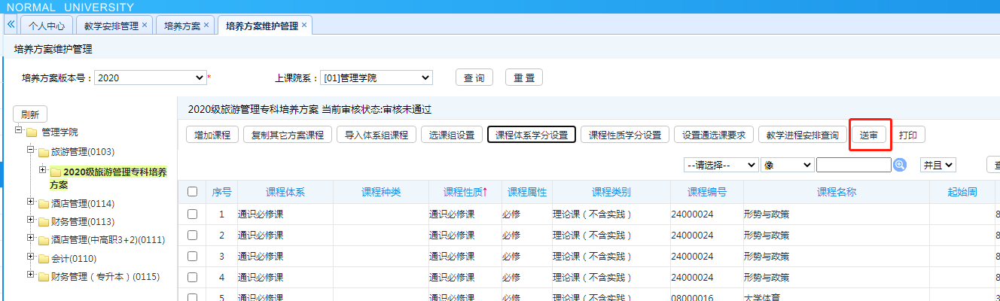 NORMAL UNIVERSITY
个人中心 教学安排管理 × 培养方案 × 培养方案维护管理 ×
培养方案维护管理
培养方案版本号： 2020 * 上课院系： [01]管理学院 查 询 重 置
刷新
管理学院
旅游管理(0103)
2020级旅游管理专科培养
方案
酒店管理(0114)
财务管理(0113)
酒店管理(中高职3+2)(0111)
会计(0110)
财务管理（专升本）(0115)
2020级旅游管理专科培养方案 当前审核状态:审核未通过
增加课程 复制其它方案课程 导入体系组课程 选课组设置 课程体系学分设置 课程性质学分设置 设置通选课要求 教学进程安排查询 送审 打印
--请选择-- 像 并且
序号 课程体系 课程种类 课程性质↑ 课程属性 课程类别 课程编号 课程名称 起始周
1 通识必修课 通识必修课 必修 理论课（不含实践） 24000024 形势与政策 8
2 通识必修课 通识必修课 必修 理论课（不含实践） 24000024 形势与政策 8
3 通识必修课 通识必修课 必修 理论课（不含实践） 24000024 形势与政策 8
4 通识必修课 通识必修课 必修 理论课（不含实践） 24000024 形势与政策 8
5 通识必修课 通识必修课 必修 理论课（不含实践） 08000016 大学体育 3